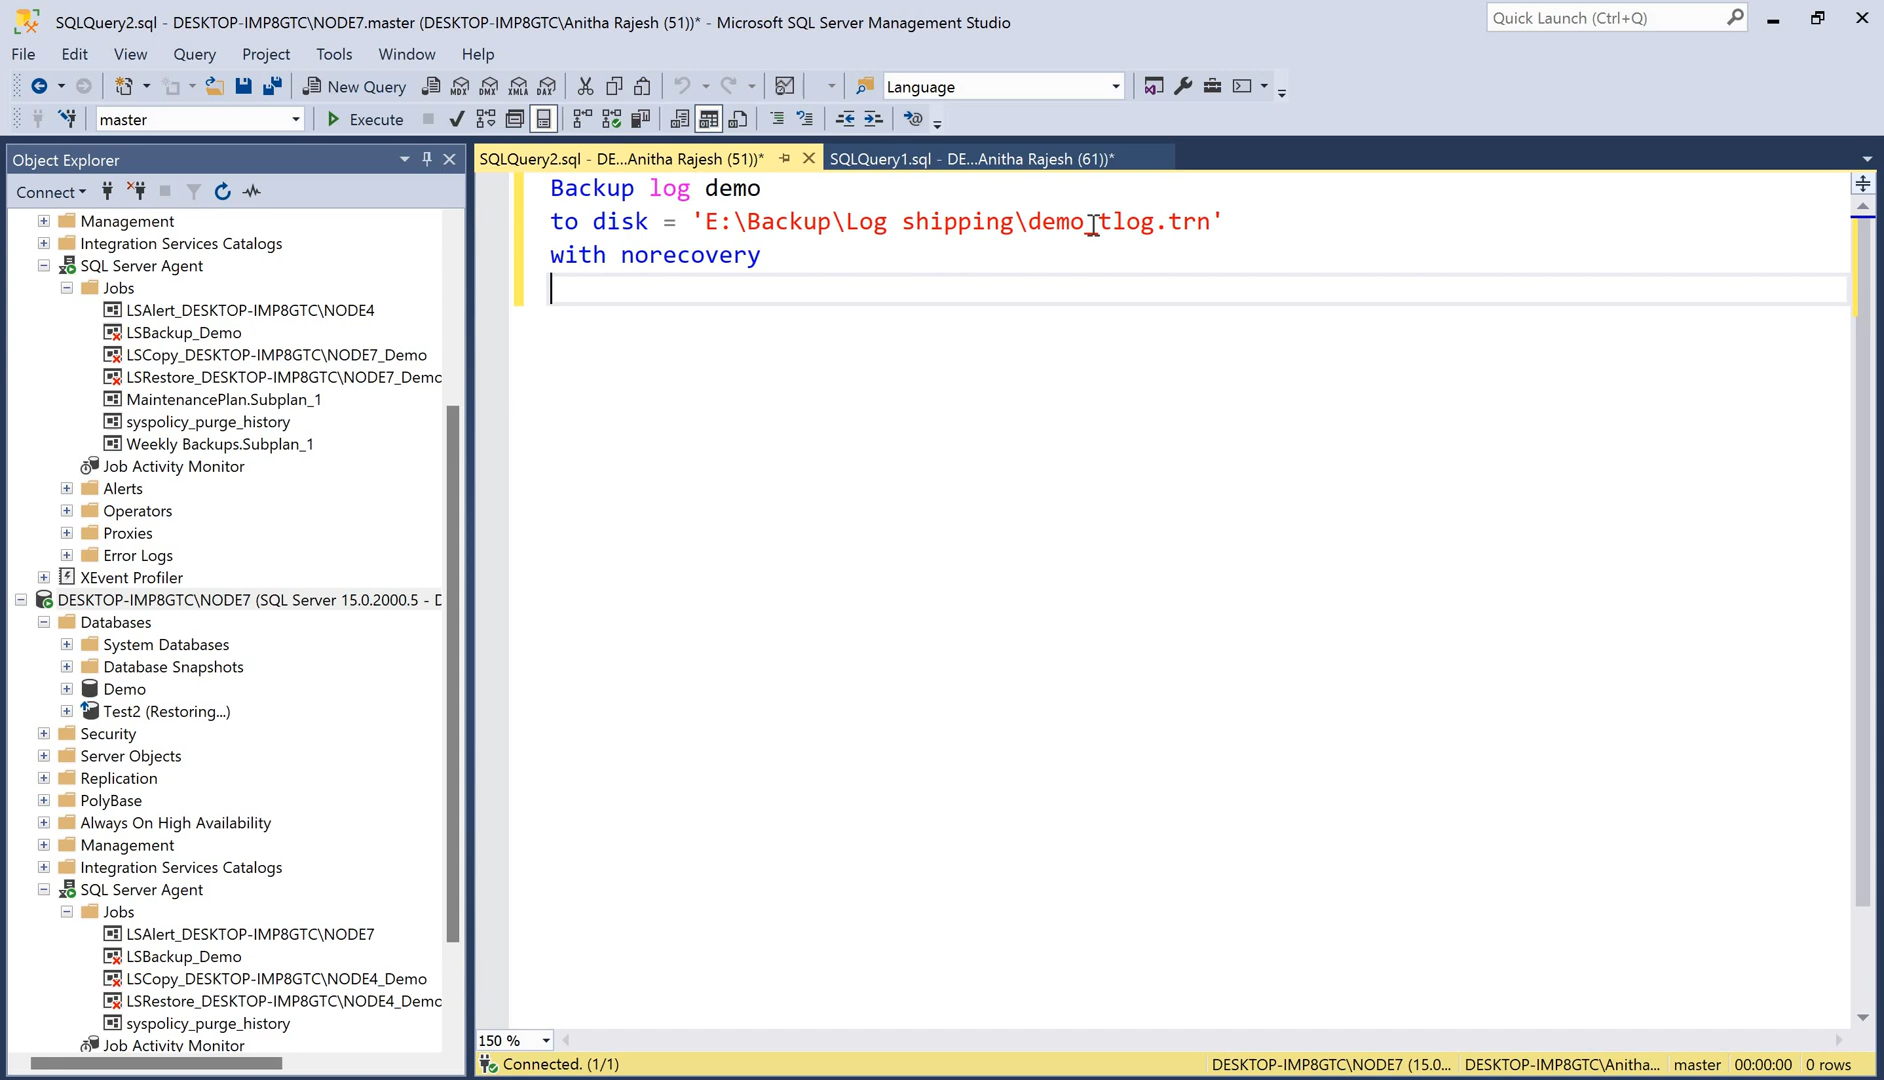 SQLQuery2.sql - DESKTOP-IMP8GTC\NODE7.master (DESKTOP-IMP8GTC\Anitha Rajesh (51))* - Microsoft SQL Server Management Studio
Quick Launch (Ctrl+Q)
File Edit View Query Project Tools Window Help
New Query
MDX DMX XMLA DAX
Language
master
Execute
Object Explorer
SQLQuery2.sql - DE...Anitha Rajesh (51))*
SQLQuery1.sql - DE...Anitha Rajesh (61))*
Connect
Management
Integration Services Catalogs
SQL Server Agent
Jobs
LSAlert_DESKTOP-IMP8GTC\NODE4
LSBackup_Demo
LSCopy_DESKTOP-IMP8GTC\NODE7_Demo
LSRestore_DESKTOP-IMP8GTC\NODE7_Demo
MaintenancePlan.Subplan_1
syspolicy_purge_history
Weekly Backups.Subplan_1
Job Activity Monitor
Alerts
Operators
Proxies
Error Logs
XEvent Profiler
DESKTOP-IMP8GTC\NODE7 (SQL Server 15.0.2000.5 - D
Databases
System Databases
Database Snapshots
Demo
Test2 (Restoring...)
Security
Server Objects
Replication
PolyBase
Always On High Availability
Management
Integration Services Catalogs
SQL Server Agent
Jobs
LSAlert_DESKTOP-IMP8GTC\NODE7
LSBackup_Demo
LSCopy_DESKTOP-IMP8GTC\NODE4_Demo
LSRestore_DESKTOP-IMP8GTC\NODE4_Demo
syspolicy_purge_history
Job Activity Monitor
Backup log demo
to disk = 'E:\Backup\Log shipping\demo_tlog.trn'
with norecovery
150 %
Connected. (1/1)
DESKTOP-IMP8GTC\NODE7 (15.0... DESKTOP-IMP8GTC\Anitha... master 00:00:00 0 rows